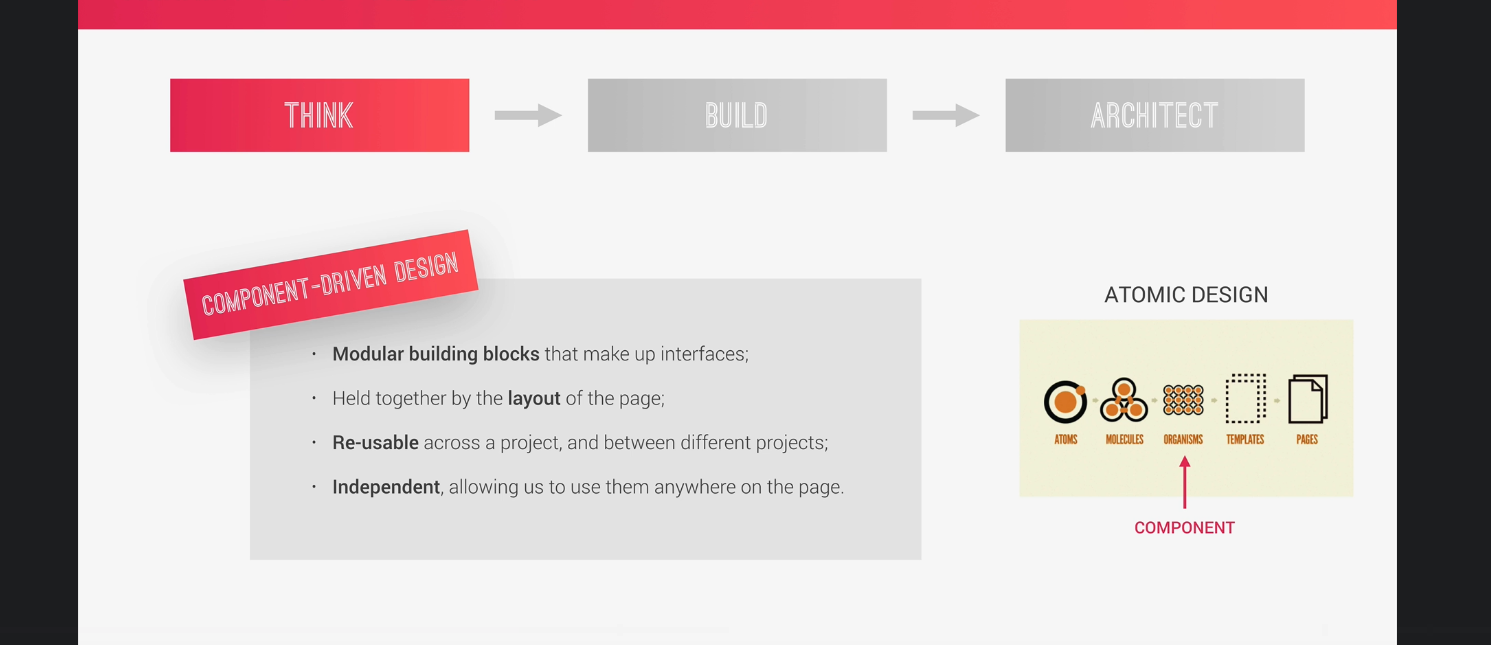 THINK
BUILD
ARCHITECT
COMPONENT-DRIVEN DESIGN
· Modular building blocks that make up interfaces;
· Held together by the layout of the page;
· Re-usable across a project, and between different projects;
· Independent, allowing us to use them anywhere on the page.
ATOMIC DESIGN
ATOMS
MOLECULES
ORGANISMS
TEMPLATES
PAGES
COMPONENT